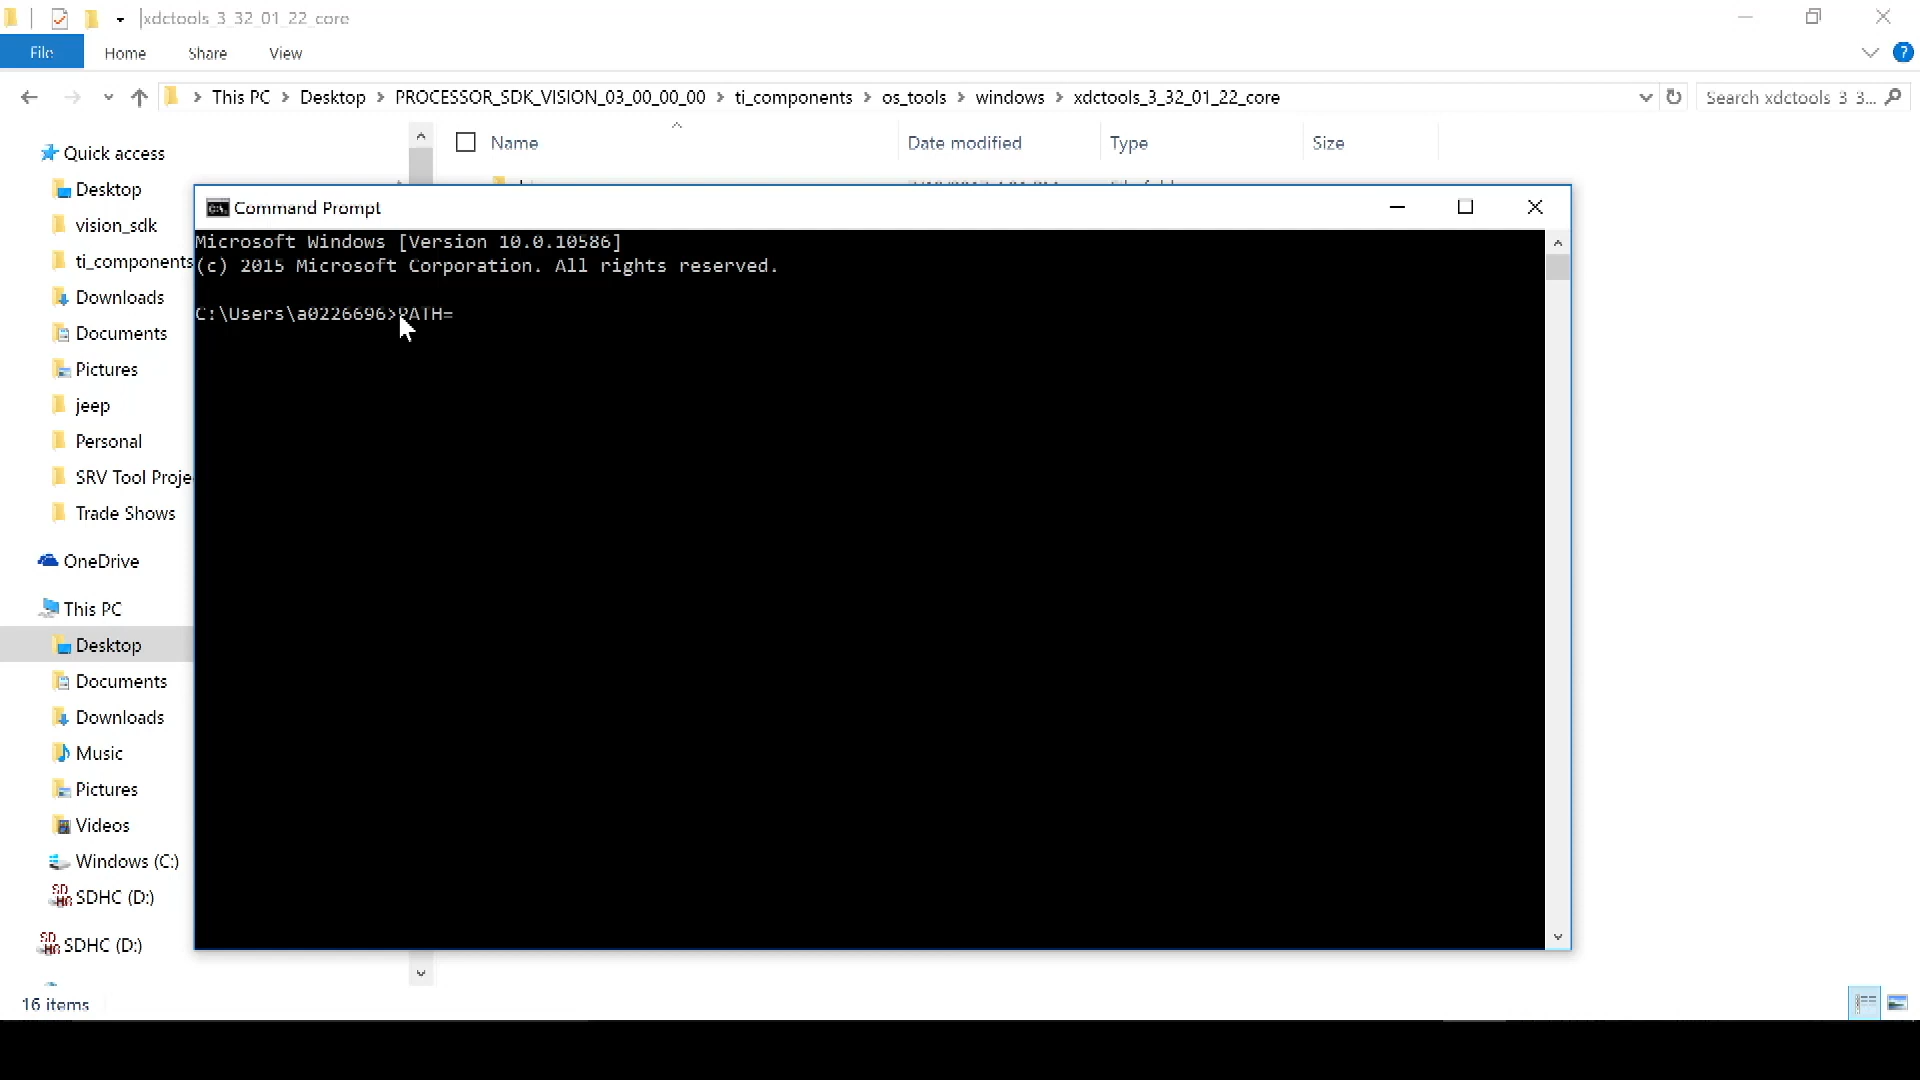 xdctools_3_32_01_22_core
File Home Share View
This PC > Desktop > PROCESSOR_SDK_VISION_03_00_00_00 > ti_components > os_tools > windows > xdctools_3_32_01_22_core
Search xdctools_3_3...
Name Date modified Type Size
Quick access
Desktop
vision_sdk
ti_components
Downloads
Documents
Pictures
jeep
Personal
SRV Tool Proje
Trade Shows
OneDrive
This PC
Desktop
Documents
Downloads
Music
Pictures
Videos
Windows (C:)
SDHC (D:)
SDHC (D:)
16 items
Command Prompt
Microsoft Windows [Version 10.0.10586]
(c) 2015 Microsoft Corporation. All rights reserved.
C:\Users\a0226696>PATH=